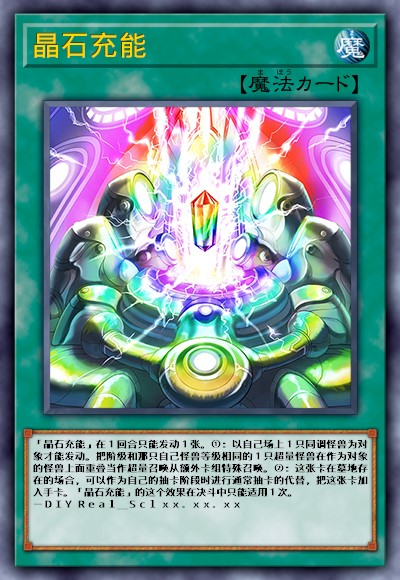 晶石充能
魔
【魔法カード】
ま ほう
「晶石充能」在１回合只能发动１张。①：以自己场上１只同调怪兽为对
象才能发动。把阶级和那只自己怪兽等级相同的１只超量怪兽在作为对象
的怪兽上面重叠当作超量召唤从额外卡组特殊召唤。②：这张卡在墓地存
在的场合，可以作为自己的抽卡阶段时进行通常抽卡的代替，把这张卡加
入手卡。「晶石充能」的这个效果在决斗中只能适用１次。
－ＤＩＹ Ｒｅａｌ＿Ｓｃｌ ｘｘ．ｘｘ．ｘｘ